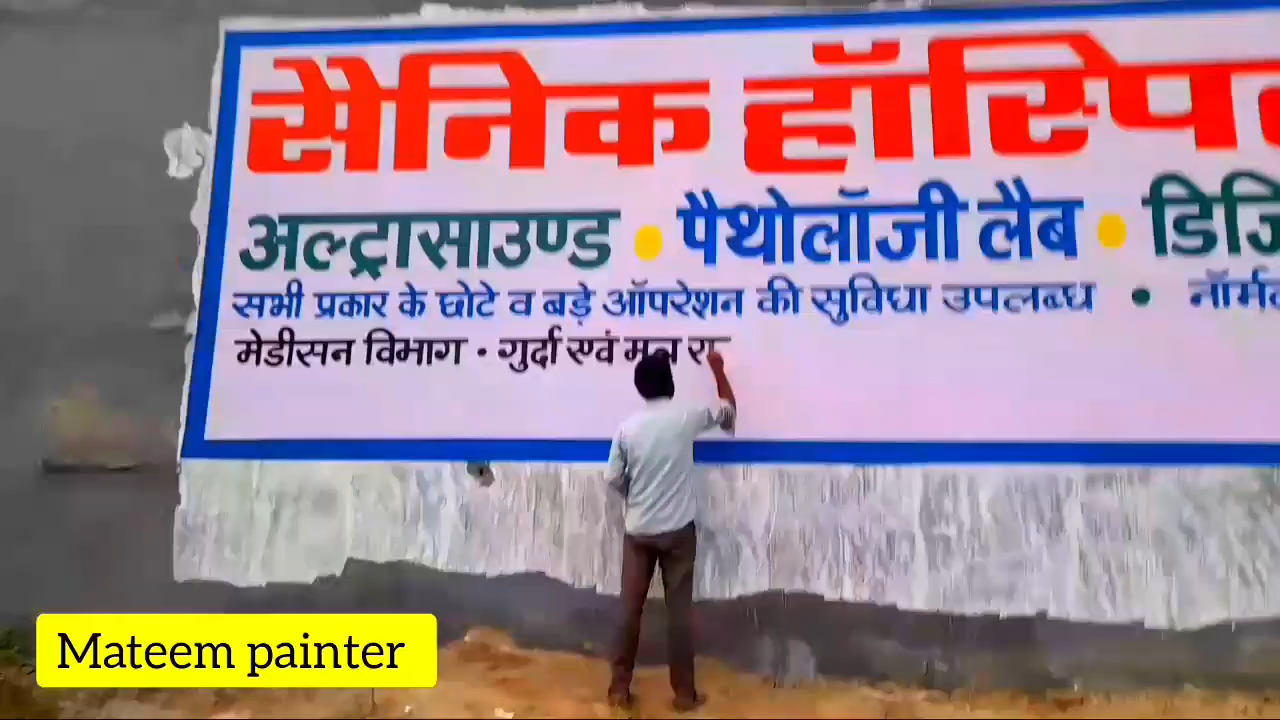 सैनिक हॉस्पि
अल्ट्रासाउण्ड • पैथोलॉजी लैब • डिजि
सभी प्रकार के छोटे व बड़े ऑपरेशन की सुविधा उपलब्ध • नॉर्म
मेडीसन विभाग • गुर्दा एवं
Mateem painter